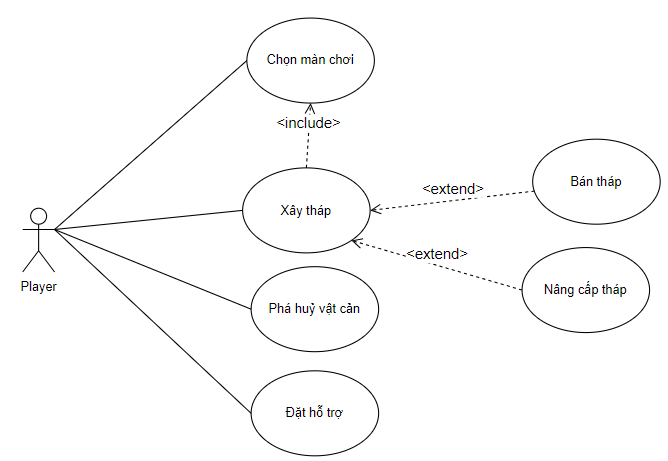 Chọn màn chơi
<include>
Xây tháp
<extend>
Bán tháp
<extend>
Nâng cấp tháp
Player
Phá huỷ vật cản
Đặt hỗ trợ